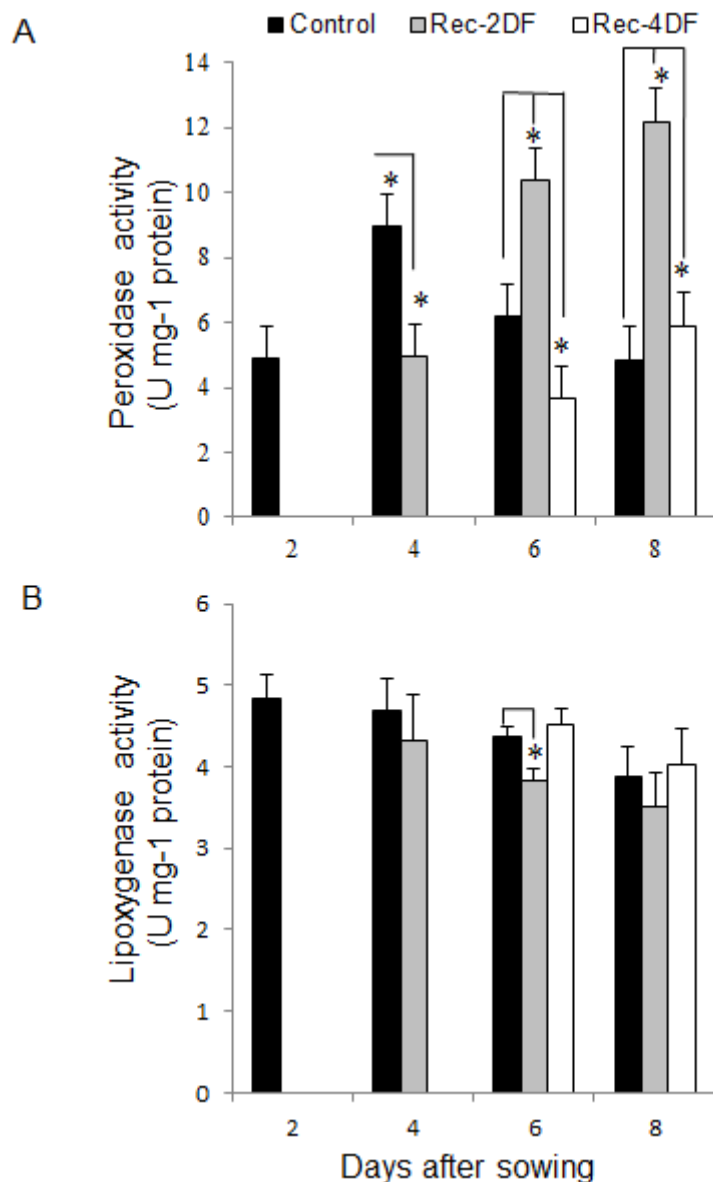 A
Control Rec-2DF Rec-4DF
Peroxidase activity
(U mg-1 protein)
14
12
10
8
6
4
2
0
*
*
*
*
*
*
2 4 6 8
B
Lipoxygenase activity
(U mg-1 protein)
6
5
4
3
2
1
0
*
2 4 6 8
Days after sowing